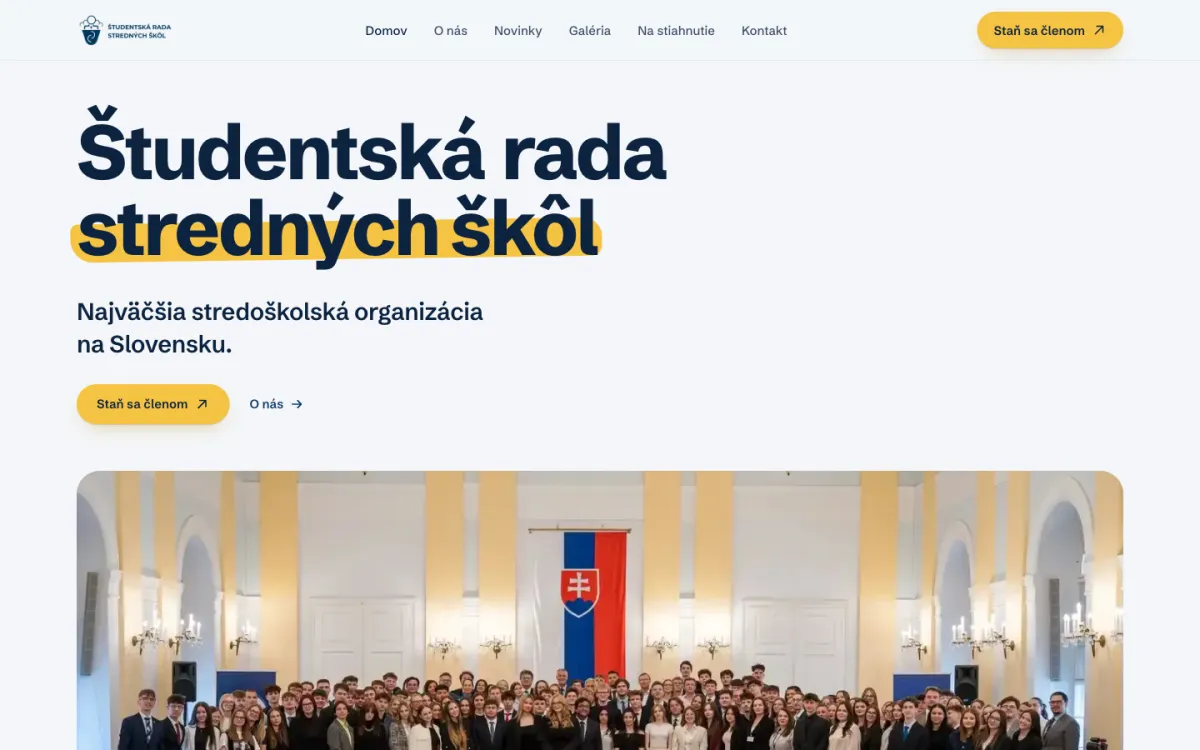 ŠTUDENTSKÁ RADA
STREDNÝCH ŠKÔL
Domov
O nás
Novinky
Galéria
Na stiahnutie
Kontakt
Staň sa členom
Študentská rada
stredných škôl
Najväčšia stredoškolská organizácia
na Slovensku.
Staň sa členom
O nás